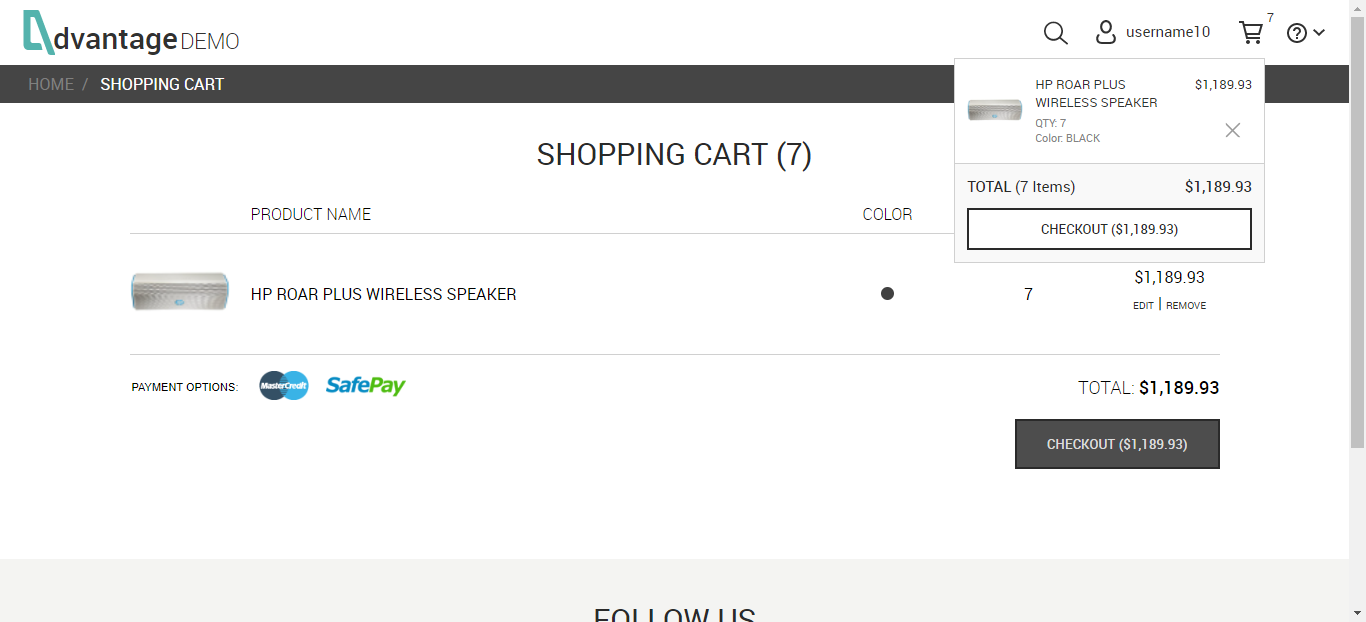 dvantage DEMO
username10
7
HOME / SHOPPING CART
HP ROAR PLUS WIRELESS SPEAKER
$1,189.93
QTY: 7
Color: BLACK
TOTAL (7 Items) $1,189.93
CHECKOUT ($1,189.93)
SHOPPING CART (7)
PRODUCT NAME COLOR
HP ROAR PLUS WIRELESS SPEAKER 7 $1,189.93
EDIT | REMOVE
PAYMENT OPTIONS: MasterCredit SafePay
TOTAL: $1,189.93
CHECKOUT ($1,189.93)
FOLLOW US